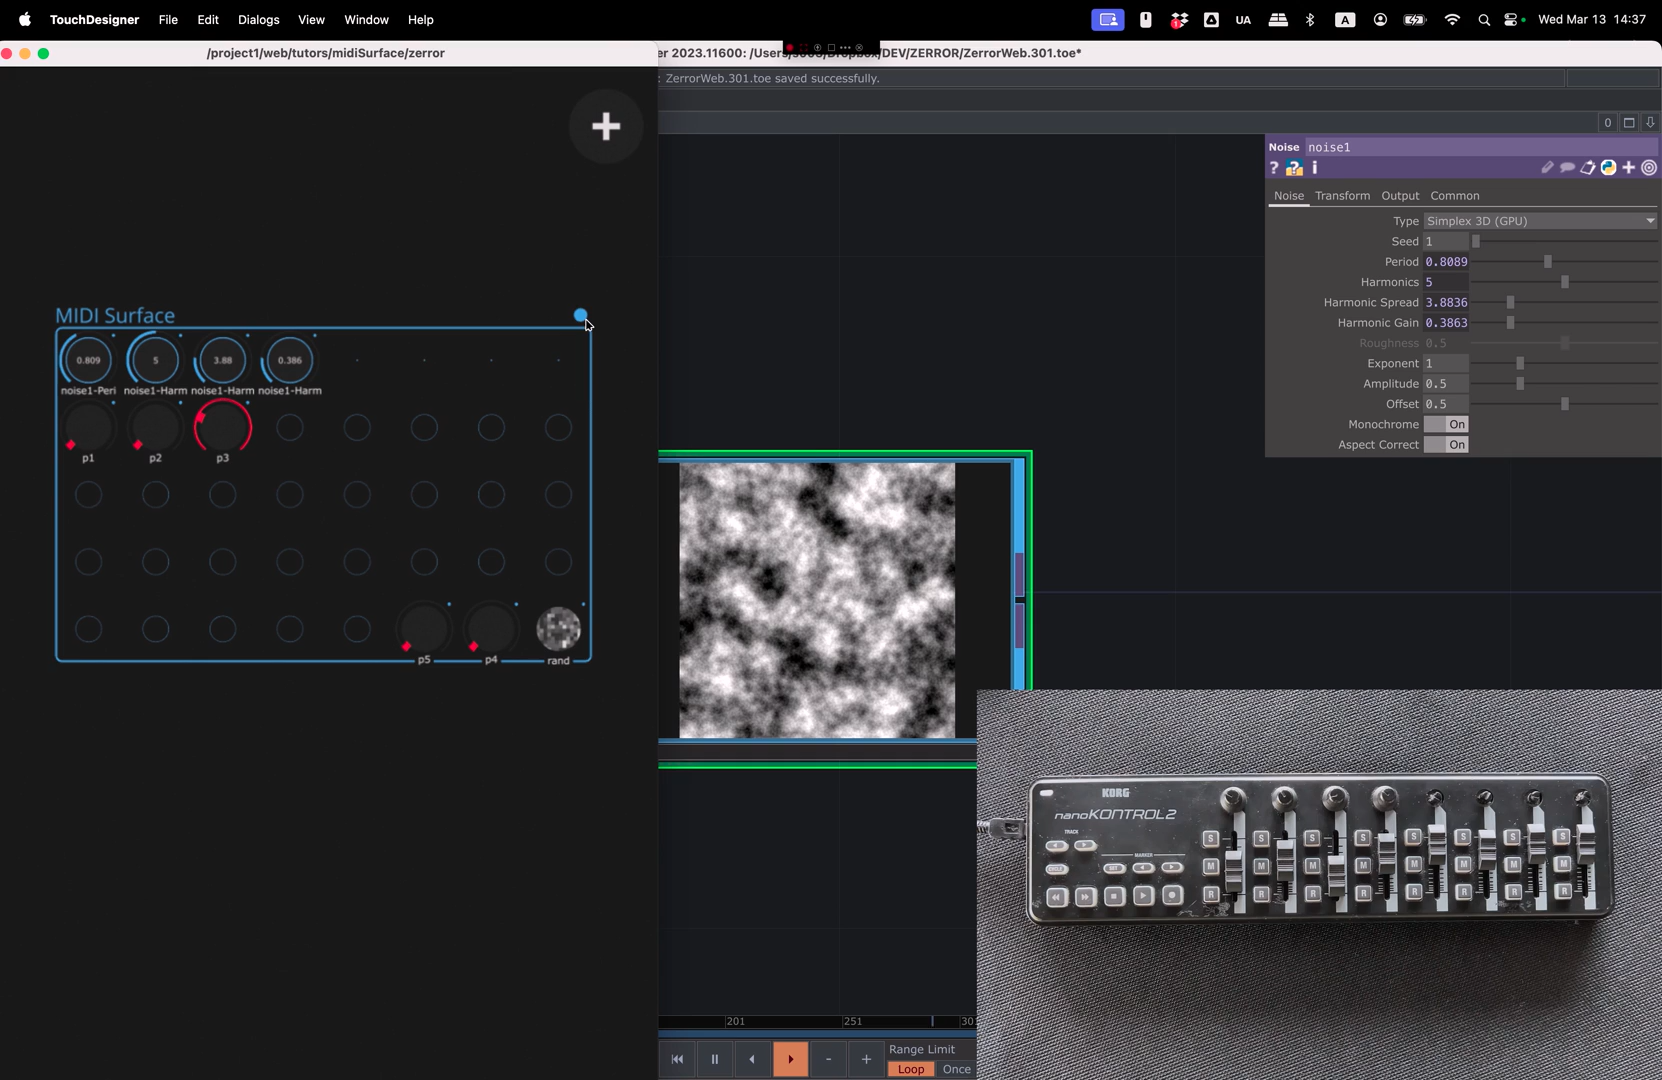 TouchDesigner File Edit Dialogs View Window Help
UA A Wed Mar 13 14:37
/project1/web/tutors/midiSurface/zerror
er 2023.11600: /Users/ /Dropbox/DEV/ZERROR/ZerrorWeb.301.toe*
: ZerrorWeb.301.toe saved successfully.
0
Noise noise1
? ? i
Noise Transform Output Common
Type Simplex 3D (GPU)
Seed 1
Period 0.8089
Harmonics 5
Harmonic Spread 3.8836
Harmonic Gain 0.3863
Roughness 0.5
Exponent 1
Amplitude 0.5
Offset 0.5
Monochrome On
Aspect Correct On
MIDI Surface
0.809 5 3.88 0.386
noise1-Peri noise1-Harm noise1-Harm noise1-Harm
p1 p2 p3
p5 p4 rand
KORG
nanoKONTROL2
TRACK
MARKER
CYCLE SET
S S S S S S S S
M M M M M M M M
R R R R R R R R
201 251 301
Range Limit
Loop Once